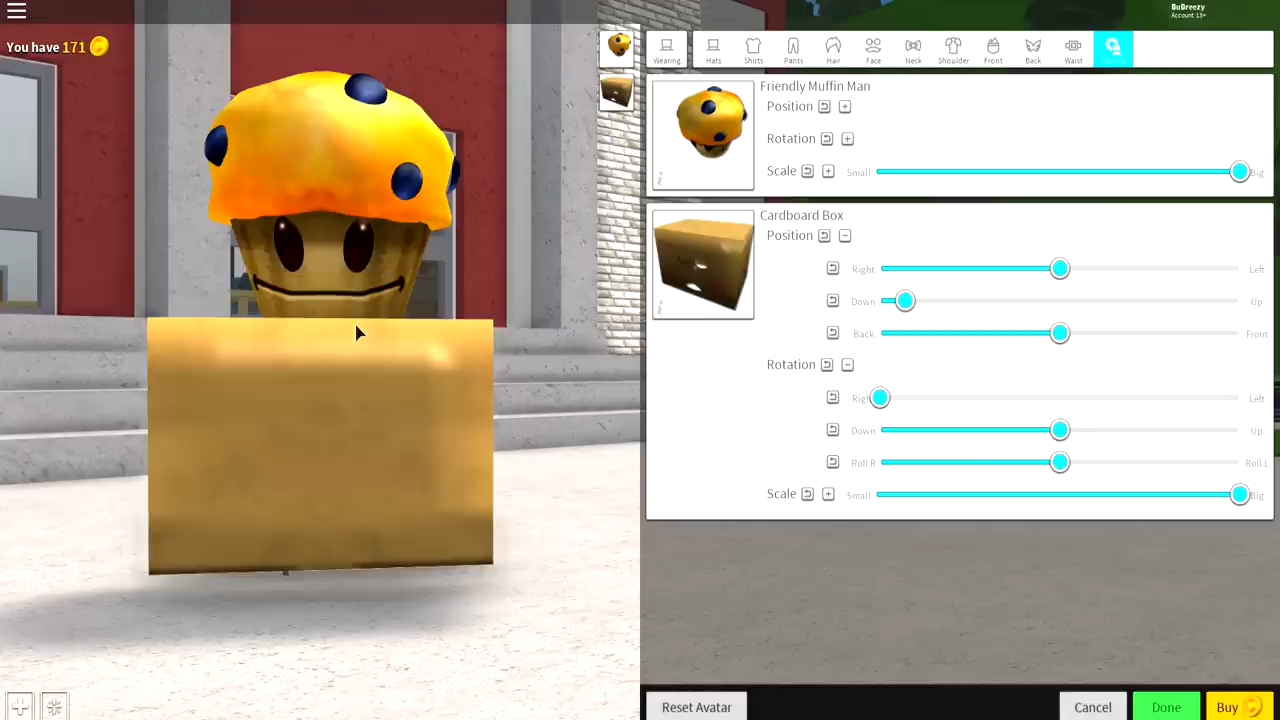 BuBreezy
Account: 13+
You have 171
Wearing
Hats
Shirts
Pants
Hair
Face
Neck
Shoulder
Front
Back
Waist
Friendly Muffin Man
Position
Rotation
Scale
Small
Big
Cardboard Box
Position
Right
Left
Down
Up
Back
Front
Rotation
Left
Down
Up
Roll R
Roll L
Scale
Small
Big
Reset Avatar
Cancel
Done
Buy